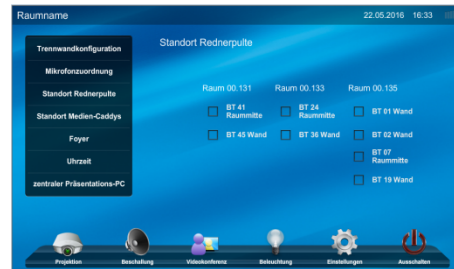 Raumname
22.05.2016 16:33
Trennwandkonfiguration
Mikrofonzuordnung
Standort Rednerpulte
Standort Medien-Caddys
Foyer
Uhrzeit
zentraler Präsentations-PC
Standort Rednerpulte
Raum 00.131 Raum 00.133 Raum 00.135
BT 41 Raummitte
BT 24 Raummitte
BT 01 Wand
BT 45 Wand
BT 36 Wand
BT 02 Wand
BT 07 Raummitte
BT 19 Wand
Projektion Beschallung Videokonferenz Beleuchtung Einstellungen Ausschalten